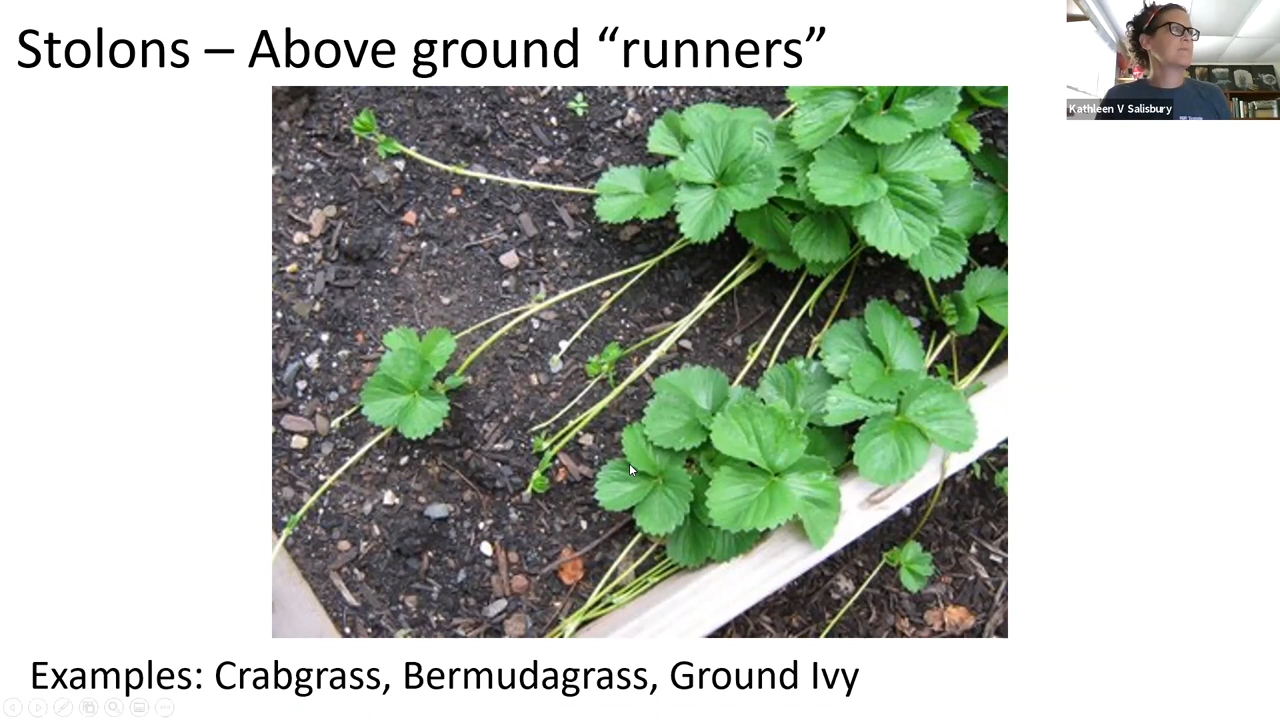 Stolons – Above ground “runners”
Kathleen V Salisbury
Examples: Crabgrass, Bermudagrass, Ground Ivy